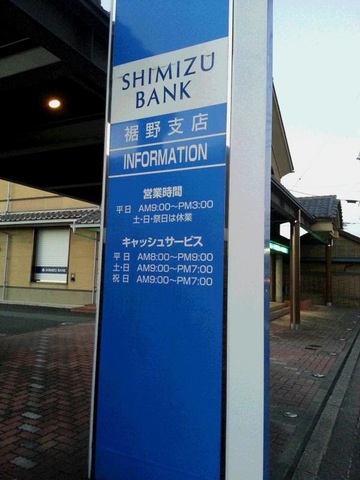 SHIMIZU
BANK
裾野支店
INFORMATION
営業時間
平日 AM9:00〜PM3:00
土・日・祭日は休業
キャッシュサービス
平日 AM8:00〜PM9:00
土・日 AM9:00〜PM7:00
祝日 AM9:00〜PM7:00
SHIMIZU BANK